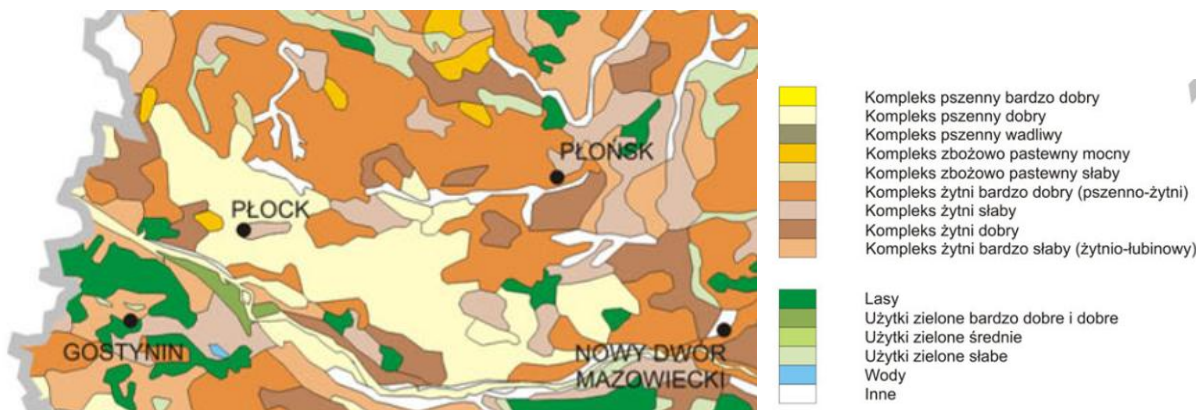 PŁOŃSK
PŁOCK
GOSTYNIN
NOWY DWÓR
MAZOWIECKI
Kompleks pszenny bardzo dobry
Kompleks pszenny dobry
Kompleks pszenny wadliwy
Kompleks zbożowo pastewny mocny
Kompleks zbożowo pastewny słaby
Kompleks żytni bardzo dobry (pszenno-żytni)
Kompleks żytni słaby
Kompleks żytni dobry
Kompleks żytni bardzo słaby (żytnio-łubinowy)
Lasy
Użytki zielone bardzo dobre i dobre
Użytki zielone średnie
Użytki zielone słabe
Wody
Inne